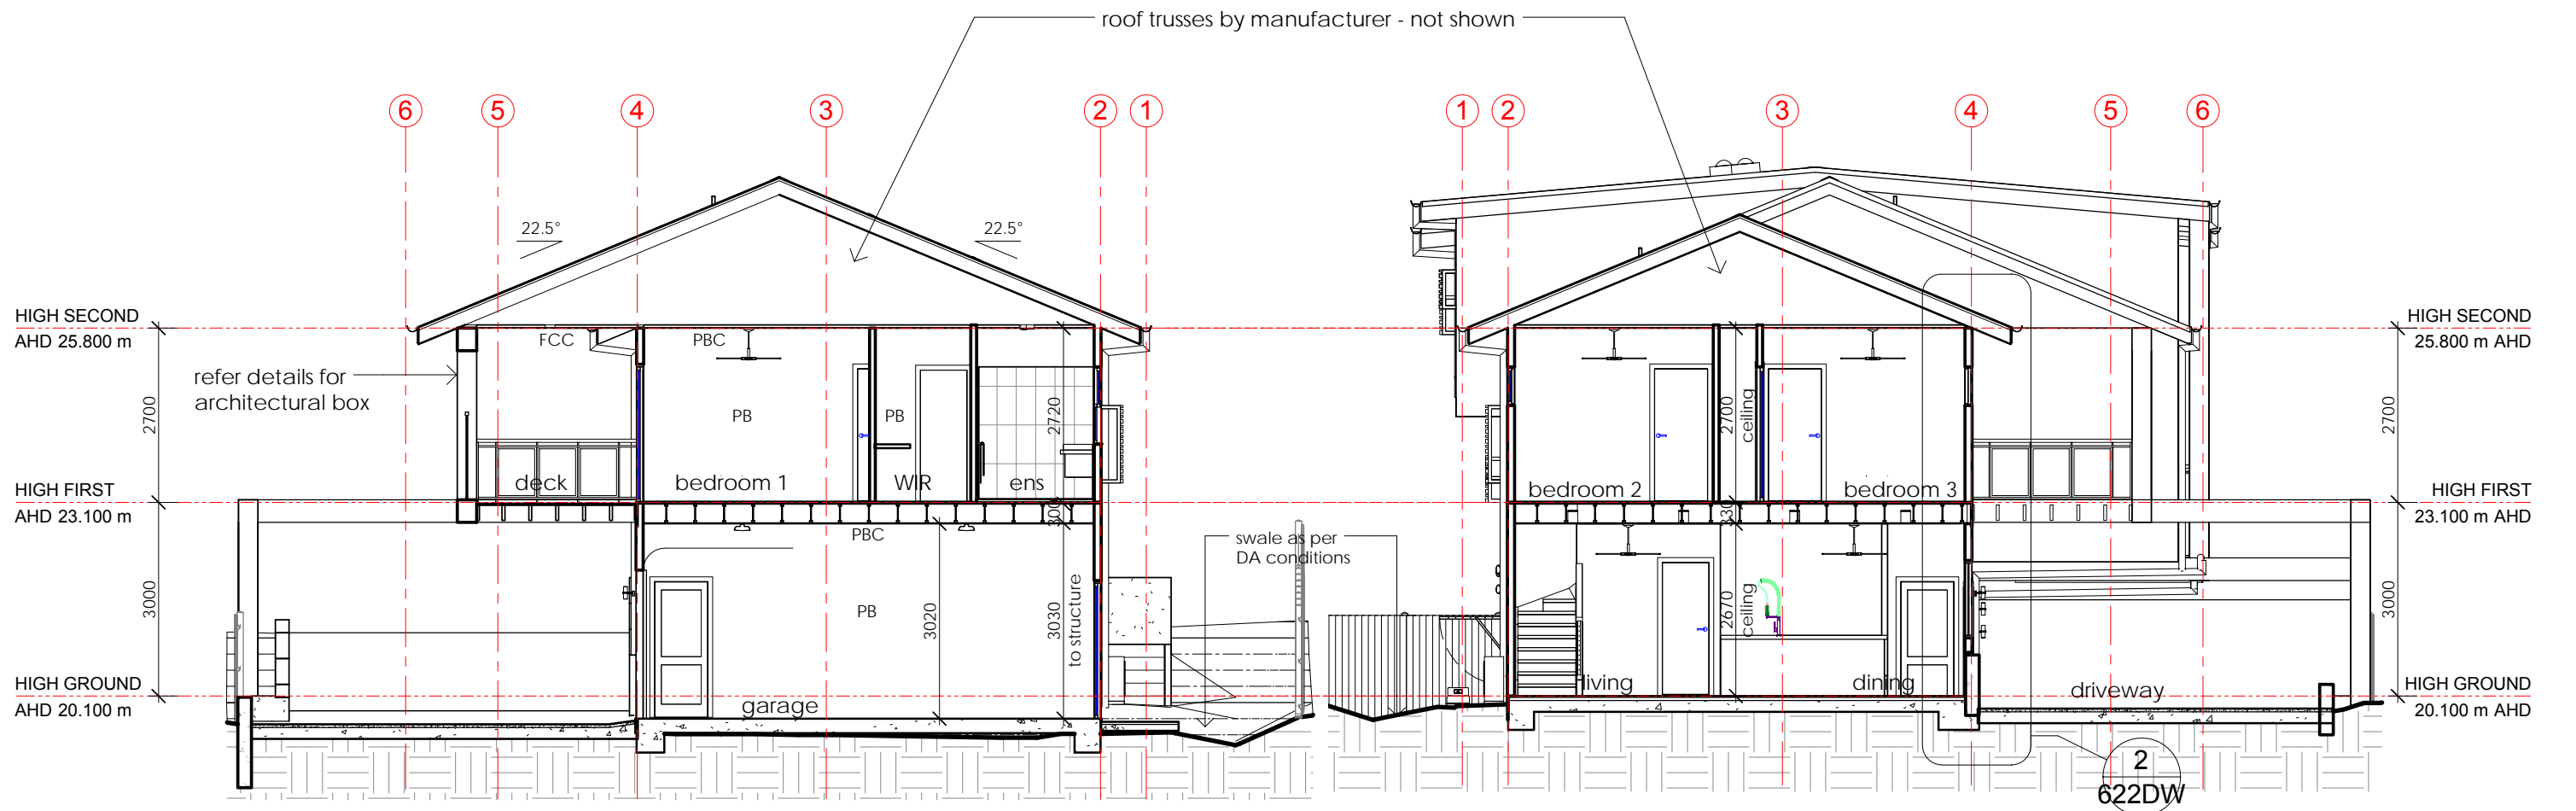 roof trusses by manufacturer - not shown
6 5 4 3 2 1
1 2 3 4 5 6
22.5° 22.5°
HIGH SECOND
AHD 25.800 m
HIGH SECOND
25.800 m AHD
FCC PBC
refer details for
architectural box
2700
PB PB
2720
2700
ceiling
2700
deck bedroom 1 WIR ens
bedroom 2 bedroom 3
HIGH FIRST
AHD 23.100 m
HIGH FIRST
23.100 m AHD
300
330
PBC
swale as per
DA conditions
3000
PB
3020
3030
to structure
2670
ceiling
3000
HIGH GROUND
AHD 20.100 m
garage
living dining driveway
HIGH GROUND
20.100 m AHD
2
622DW